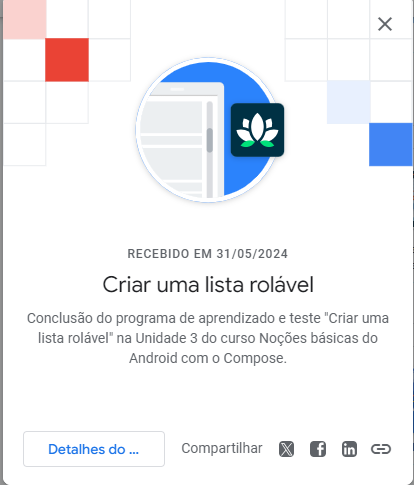 RECEBIDO EM 31/05/2024
Criar uma lista rolável
Conclusão do programa de aprendizado e teste "Criar uma
lista rolável" na Unidade 3 do curso Noções básicas do
Android com o Compose.
Detalhes do ...
Compartilhar